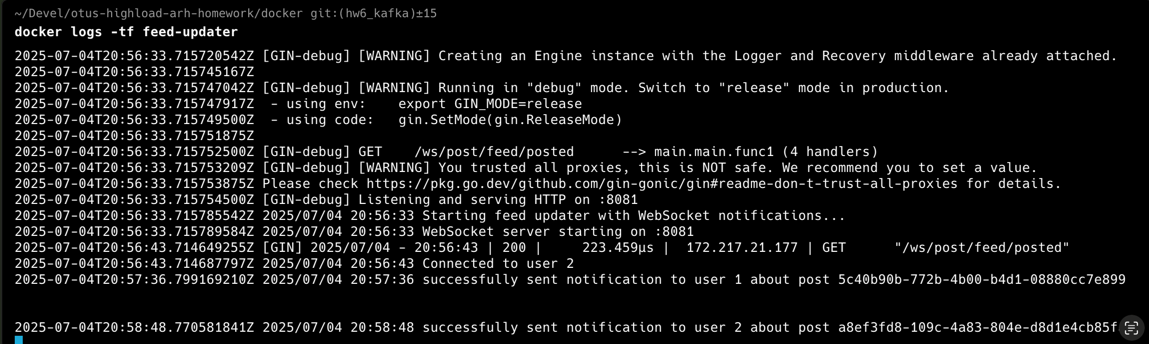 ~/Devel/otus-highload-arh-homework/docker git:(hw6_kafka)±15
docker logs -tf feed-updater
2025-07-04T20:56:33.715720542Z [GIN-debug] [WARNING] Creating an Engine instance with the Logger and Recovery middleware already attached.
2025-07-04T20:56:33.715745167Z
2025-07-04T20:56:33.715747042Z [GIN-debug] [WARNING] Running in "debug" mode. Switch to "release" mode in production.
2025-07-04T20:56:33.715747917Z  - using env:   export GIN_MODE=release
2025-07-04T20:56:33.715749500Z  - using code:  gin.SetMode(gin.ReleaseMode)
2025-07-04T20:56:33.715751875Z
2025-07-04T20:56:33.715752500Z [GIN-debug] GET    /ws/post/feed/posted      --> main.main.func1 (4 handlers)
2025-07-04T20:56:33.715753209Z [GIN-debug] [WARNING] You trusted all proxies, this is NOT safe. We recommend you to set a value.
2025-07-04T20:56:33.715753875Z Please check https://pkg.go.dev/github.com/gin-gonic/gin#readme-don-t-trust-all-proxies for details.
2025-07-04T20:56:33.715754500Z [GIN-debug] Listening and serving HTTP on :8081
2025-07-04T20:56:33.715785542Z 2025/07/04 20:56:33 Starting feed updater with WebSocket notifications...
2025-07-04T20:56:33.715789584Z 2025/07/04 20:56:33 WebSocket server starting on :8081
2025-07-04T20:56:43.714649255Z [GIN] 2025/07/04 - 20:56:43 | 200 |     223.459µs |  172.217.21.177 | GET      "/ws/post/feed/posted"
2025-07-04T20:56:43.714687797Z 2025/07/04 20:56:43 Connected to user 2
2025-07-04T20:57:36.799169210Z 2025/07/04 20:57:36 successfully sent notification to user 1 about post 5c40b90b-772b-4b00-b4d1-08880cc7e899
2025-07-04T20:58:48.770581841Z 2025/07/04 20:58:48 successfully sent notification to user 2 about post a8ef3fd8-109c-4a83-804e-d8d1e4cb85f